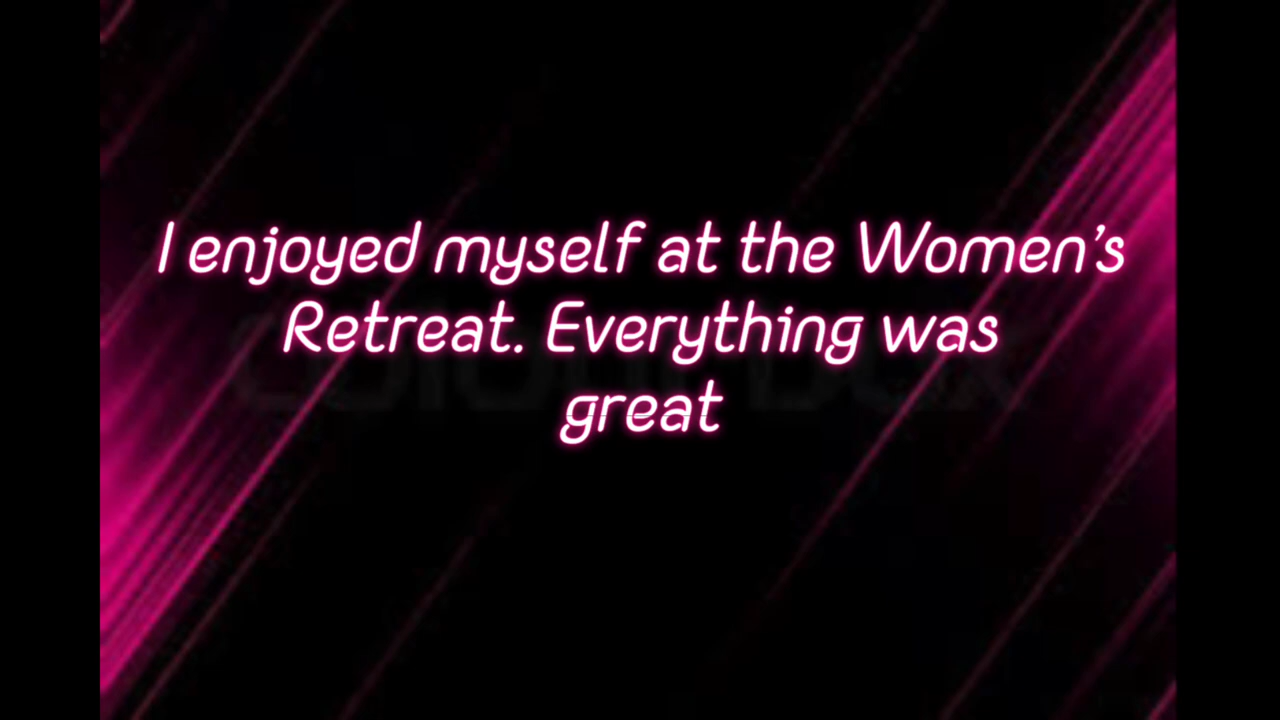 I enjoyed myself at the Women's
Retreat. Everything was
great